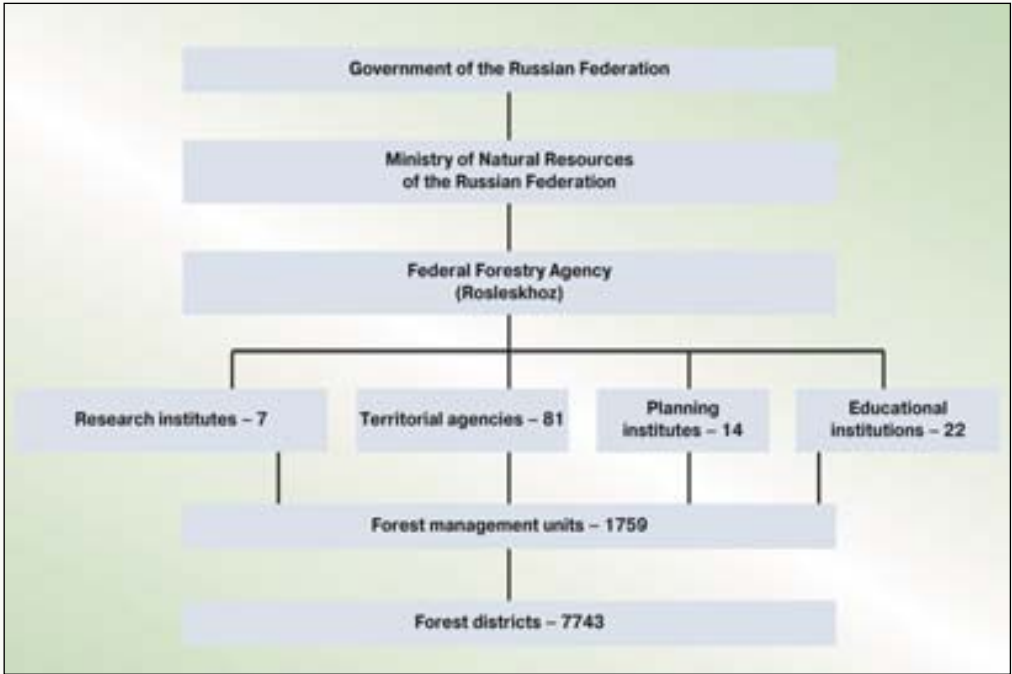 Government of the Russian Federation
Ministry of Natural Resources
of the Russian Federation
Federal Forestry Agency
(Rosleskhoz)
Research institutes – 7
Territorial agencies – 81
Planning
institutes – 14
Educational
institutions – 22
Forest management units – 1759
Forest districts – 7743